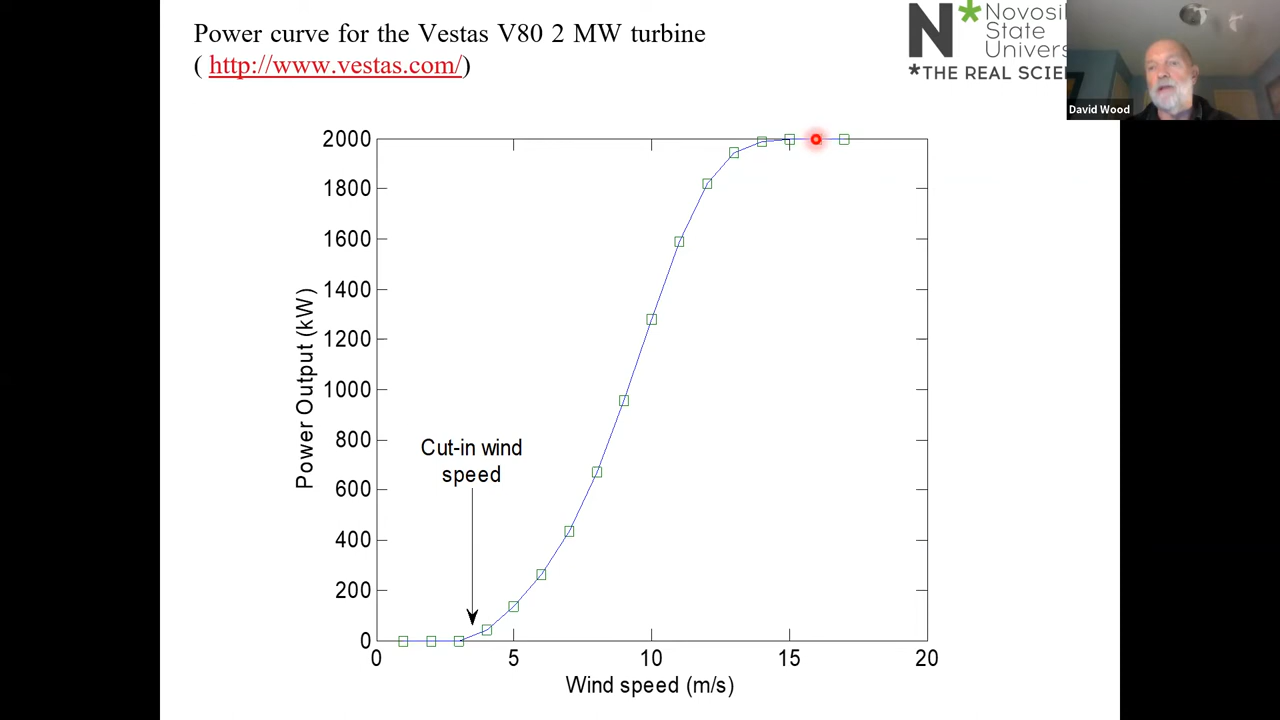 Power curve for the Vestas V80 2 MW turbine
( http://www.vestas.com/)
N* Novosi
State
Univers
*THE REAL SCIE
David Wood
2000
1800
1600
1400
1200
1000
800
600
400
200
0
Power Output (kW)
Cut-in wind
speed
0 5 10 15 20
Wind speed (m/s)